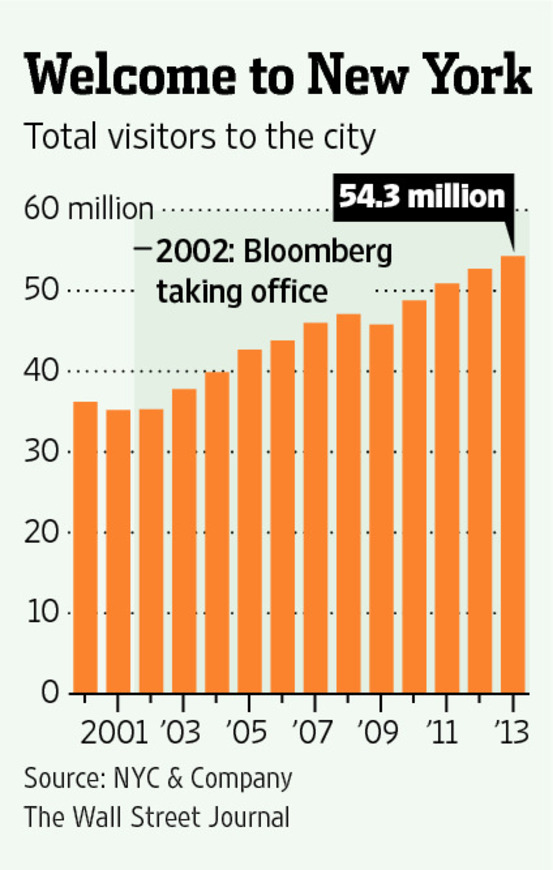 Welcome to New York
Total visitors to the city
54.3 million
60 million
2002: Bloomberg
taking office
50
40
30
20
10
0
2001 '03 '05 '07 '09 '11 '13
Source: NYC & Company
The Wall Street Journal